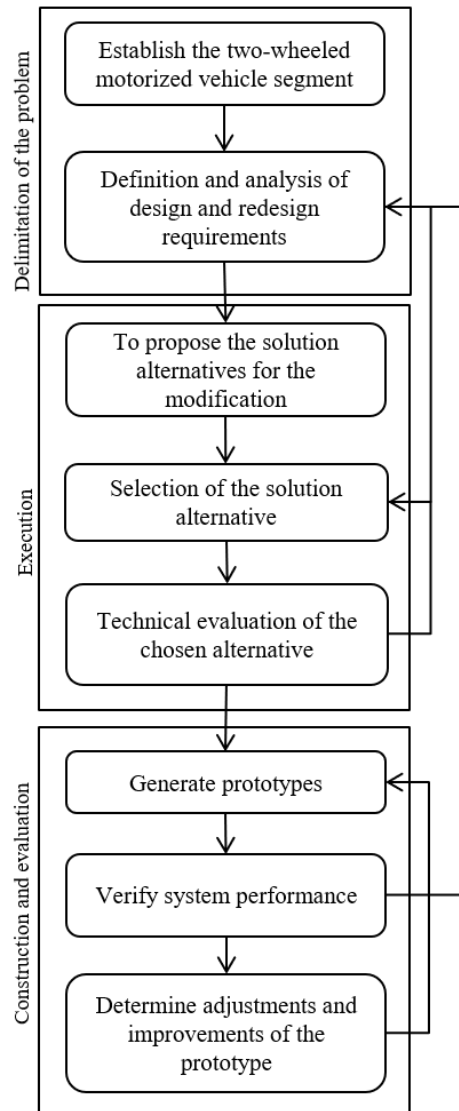 Delimitation of the problem
Establish the two-wheeled
motorized vehicle segment
Definition and analysis of
design and redesign
requirements
Execution
To propose the solution
alternatives for the
modification
Selection of the solution
alternative
Technical evaluation of the
chosen alternative
Construction and evaluation
Generate prototypes
Verify system performance
Determine adjustments and
improvements of the
prototype